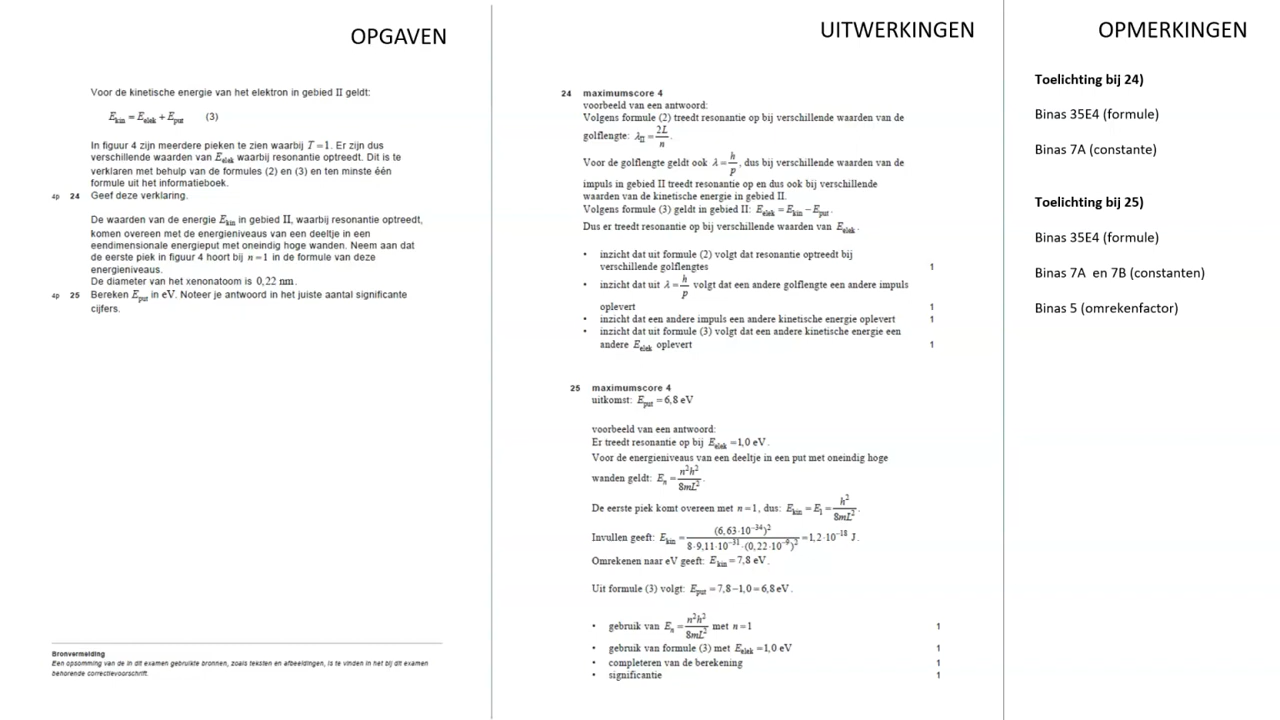 OPGAVEN
Voor de kinetische energie van het elektron in gebied II geldt:
E_kin = E_elek + E_put (3)
In figuur 4 zijn meerdere pieken te zien waarbij T = 1. Er zijn dus
verschillende waarden van E_elek waarbij resonantie optreedt. Dit is te
verklaren met behulp van de formules (2) en (3) en ten minste één
formule uit het informatieboek.
4p 24 Geef deze verklaring.
De waarden van de energie E_kin in gebied II, waarbij resonantie optreedt,
komen overeen met de energieniveaus van een deeltje in een
eendimensionale energieput met oneindig hoge wanden. Neem aan dat
de eerste piek in figuur 4 hoort bij n = 1 in de formule van deze
energieniveaus.
De diameter van het xenonatoom is 0,22 nm.
4p 25 Bereken E_put in eV. Noteer je antwoord in het juiste aantal significante
cijfers.
Bronvermelding
Een opsomming van de in dit examen gebruikte bronnen, zoals teksten en afbeeldingen, is te vinden in het bij dit examen
behorende correctievoorschrift.
UITWERKINGEN
24 maximumscore 4
voorbeeld van een antwoord:
Volgens formule (2) treedt resonantie op bij verschillende waarden van de
golflengte: λ_II = 2L/n.
Voor de golflengte geldt ook λ = h/p, dus bij verschillende waarden van de
impuls in gebied II treedt resonantie op en dus ook bij verschillende
waarden van de kinetische energie in gebied II.
Volgens formule (3) geldt in gebied II: E_elek = E_kin − E_put.
Dus er treedt resonantie op bij verschillende waarden van E_elek.
• inzicht dat uit formule (2) volgt dat resonantie optreedt bij
verschillende golflengtes 1
• inzicht dat uit λ = h/p volgt dat een andere golflengte een andere impuls
oplevert 1
• inzicht dat een andere impuls een andere kinetische energie oplevert 1
• inzicht dat uit formule (3) volgt dat een andere kinetische energie een
andere E_elek oplevert 1
25 maximumscore 4
uitkomst: E_put = 6,8 eV
voorbeeld van een antwoord:
Er treedt resonantie op bij E_elek = 1,0 eV.
Voor de energieniveaus van een deeltje in een put met oneindig hoge
wanden geldt: E_n = n²h²/8mL².
De eerste piek komt overeen met n = 1, dus: E_kin = E_1 = h²/8mL².
Invullen geeft: E_kin = (6,63·10⁻³⁴)²/8·9,11·10⁻³¹·(0,22·10⁻⁹)² = 1,2·10⁻¹⁸ J.
Omrekenen naar eV geeft: E_kin = 7,8 eV.
Uit formule (3) volgt: E_put = 7,8 − 1,0 = 6,8 eV.
• gebruik van E_n = n²h²/8mL² met n = 1 1
• gebruik van formule (3) met E_elek = 1,0 eV 1
• completeren van de berekening 1
• significantie 1
OPMERKINGEN
Toelichting bij 24)
Binas 35E4 (formule)
Binas 7A (constante)
Toelichting bij 25)
Binas 35E4 (formule)
Binas 7A en 7B (constanten)
Binas 5 (omrekenfactor)